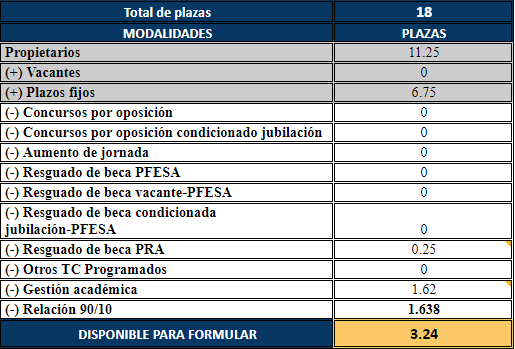 Total de plazas 18
MODALIDADES PLAZAS
Propietarios 11.25
(+) Vacantes 0
(+) Plazos fijos 6.75
(-) Concursos por oposición 0
(-) Concursos por oposición condicionado jubilación 0
(-) Aumento de jornada 0
(-) Resguado de beca PFESA 0
(-) Resguado de beca vacante-PFESA 0
(-) Resguado de beca condicionada
jubilación-PFESA 0
(-) Resguado de beca PRA 0.25
(-) Otros TC Programados 0
(-) Gestión académica 1.62
(-) Relación 90/10 1.638
DISPONIBLE PARA FORMULAR 3.24